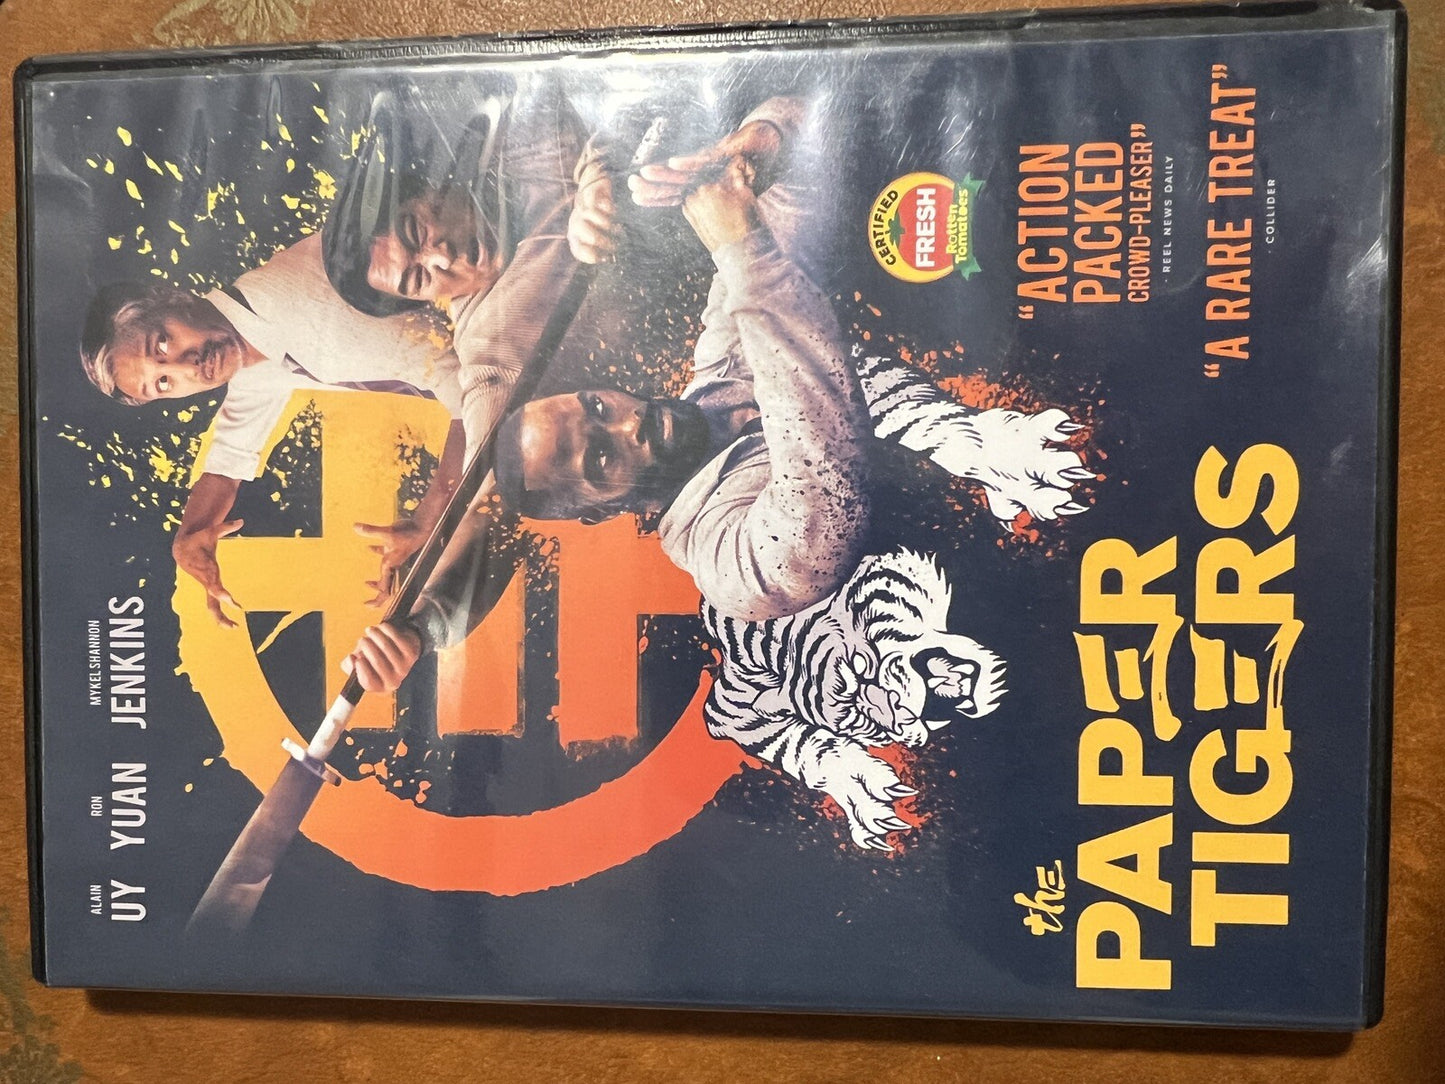 ALAIN
UY
RON
YUAN
MYKEL SHANNON
JENKINS
CERTIFIED
FRESH
Rotten
Tomatoes
"ACTION
PACKED
CROWD-PLEASER"
- REEL NEWS DAILY
"A RARE TREAT"
- COLLIDER
the
PAPER
TIGERS